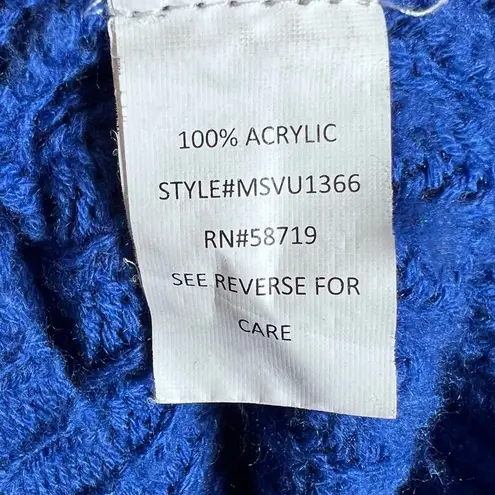 100% ACRYLIC
STYLE#MSVU1366
RN#58719
SEE REVERSE FOR
CARE